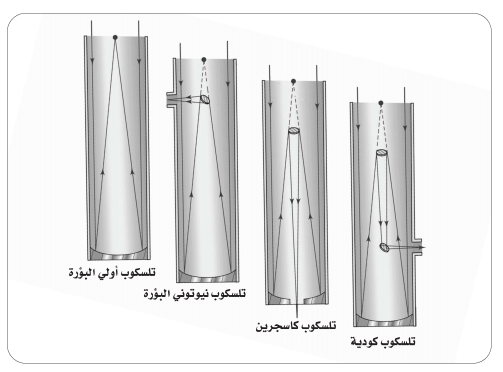 تلسكوب أولي البؤرة
تلسكوب نيوتوني البؤرة
تلسكوب كاسجرين
تلسكوب كودية